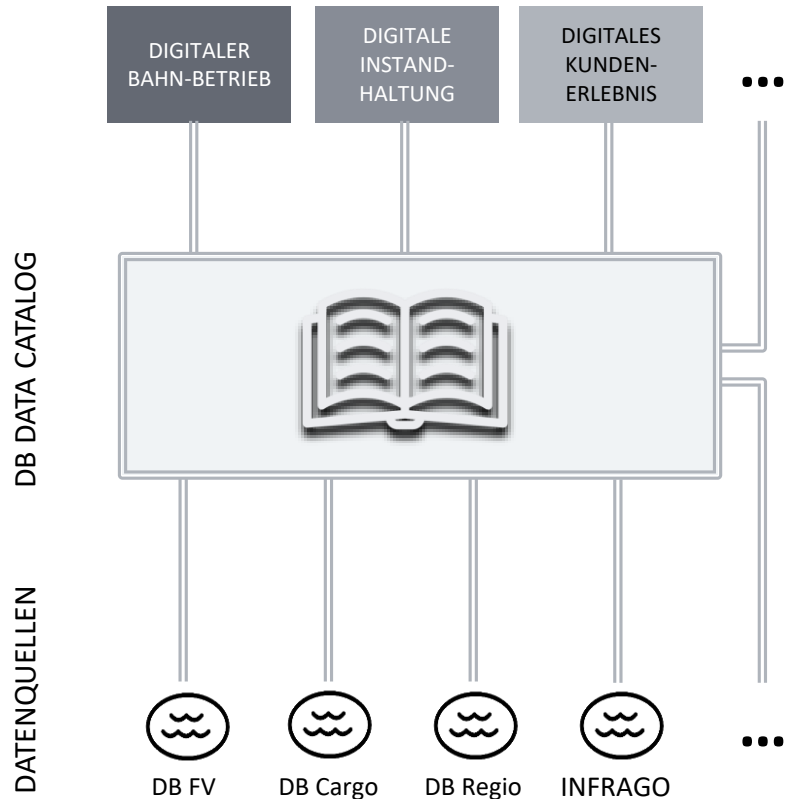 DIGITALER
BAHN-BETRIEB
DIGITALE
INSTAND-
HALTUNG
DIGITALES
KUNDEN-
ERLEBNIS
...
DB DATA CATALOG
DATENQUELLEN
DB FV
DB Cargo
DB Regio
INFRAGO
...